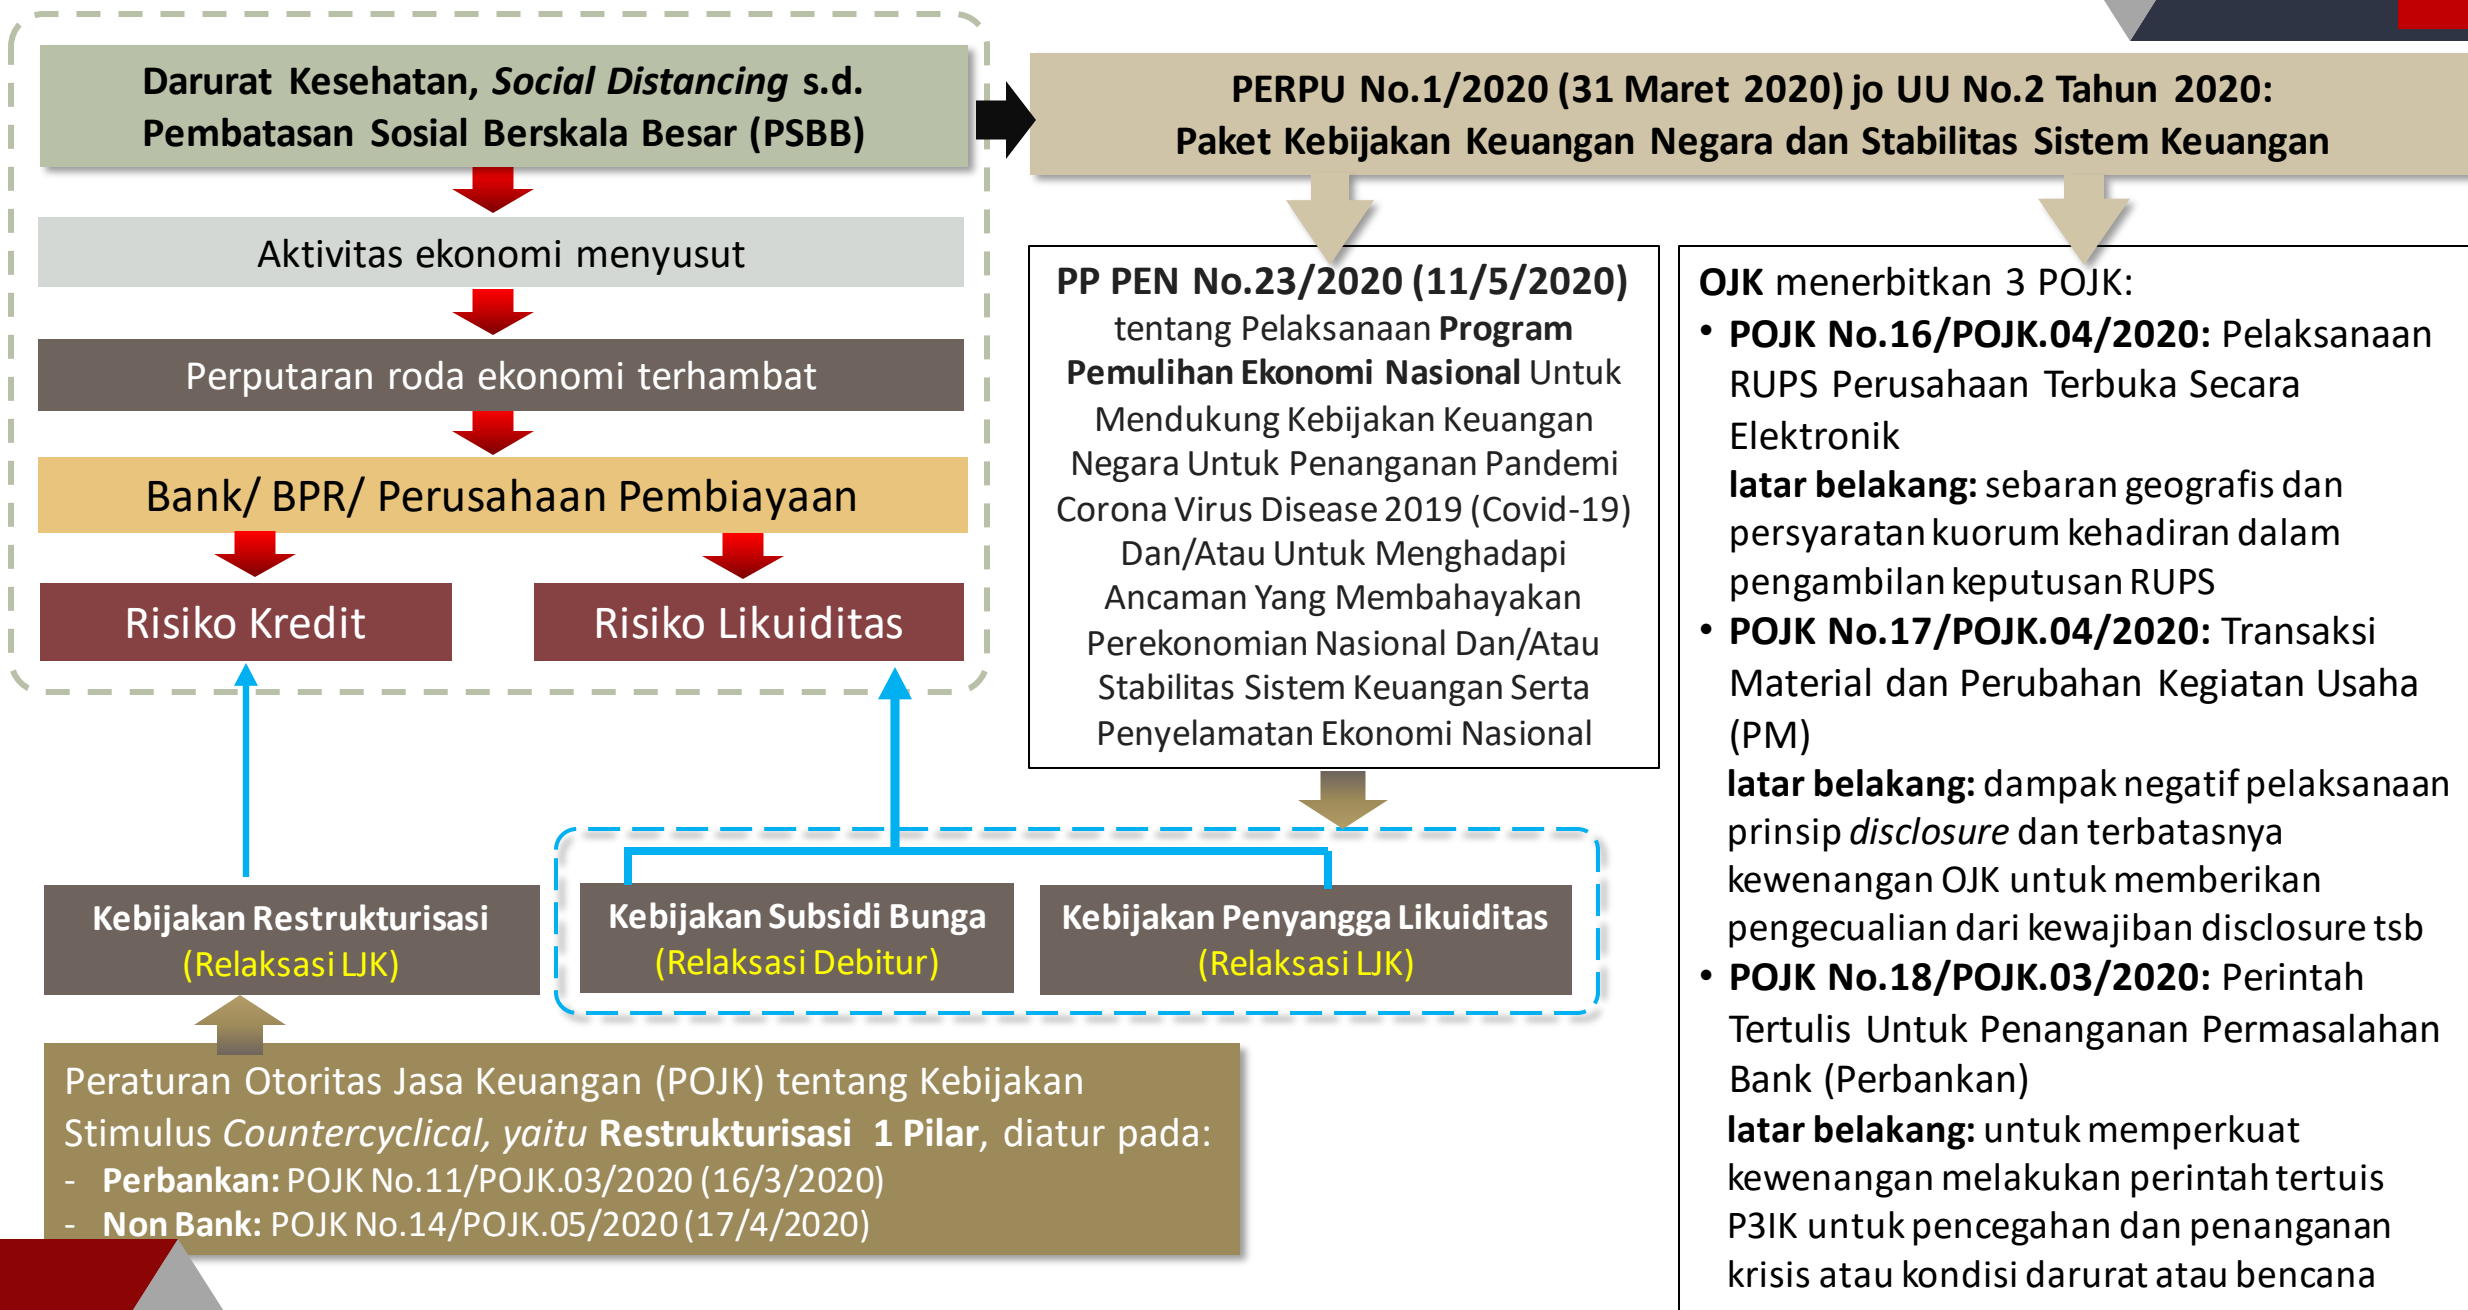 Darurat Kesehatan, Social Distancing s.d.
Pembatasan Sosial Berskala Besar (PSBB)
Aktivitas ekonomi menyusut
Perputaran roda ekonomi terhambat
Bank/ BPR/ Perusahaan Pembiayaan
Risiko Kredit
Risiko Likuiditas
PERPU No.1/2020 (31 Maret 2020) jo UU No.2 Tahun 2020:
Paket Kebijakan Keuangan Negara dan Stabilitas Sistem Keuangan
PP PEN No.23/2020 (11/5/2020)
tentang Pelaksanaan Program
Pemulihan Ekonomi Nasional Untuk
Mendukung Kebijakan Keuangan
Negara Untuk Penanganan Pandemi
Corona Virus Disease 2019 (Covid-19)
Dan/Atau Untuk Menghadapi
Ancaman Yang Membahayakan
Perekonomian Nasional Dan/Atau
Stabilitas Sistem Keuangan Serta
Penyelamatan Ekonomi Nasional
Kebijakan Restrukturisasi
(Relaksasi LJK)
Kebijakan Subsidi Bunga
(Relaksasi Debitur)
Kebijakan Penyangga Likuiditas
(Relaksasi LJK)
Peraturan Otoritas Jasa Keuangan (POJK) tentang Kebijakan
Stimulus Countercyclical, yaitu Restrukturisasi 1 Pilar, diatur pada:
- Perbankan: POJK No.11/POJK.03/2020 (16/3/2020)
- Non Bank: POJK No.14/POJK.05/2020 (17/4/2020)
OJK menerbitkan 3 POJK:
• POJK No.16/POJK.04/2020: Pelaksanaan
RUPS Perusahaan Terbuka Secara
Elektronik
latar belakang: sebaran geografis dan
persyaratan kuorum kehadiran dalam
pengambilan keputusan RUPS
• POJK No.17/POJK.04/2020: Transaksi
Material dan Perubahan Kegiatan Usaha
(PM)
latar belakang: dampak negatif pelaksanaan
prinsip disclosure dan terbatasnya
kewenangan OJK untuk memberikan
pengecualian dari kewajiban disclosure tsb
• POJK No.18/POJK.03/2020: Perintah
Tertulis Untuk Penanganan Permasalahan
Bank (Perbankan)
latar belakang: untuk memperkuat
kewenangan melakukan perintah tertuis
P3IK untuk pencegahan dan penanganan
krisis atau kondisi darurat atau bencana